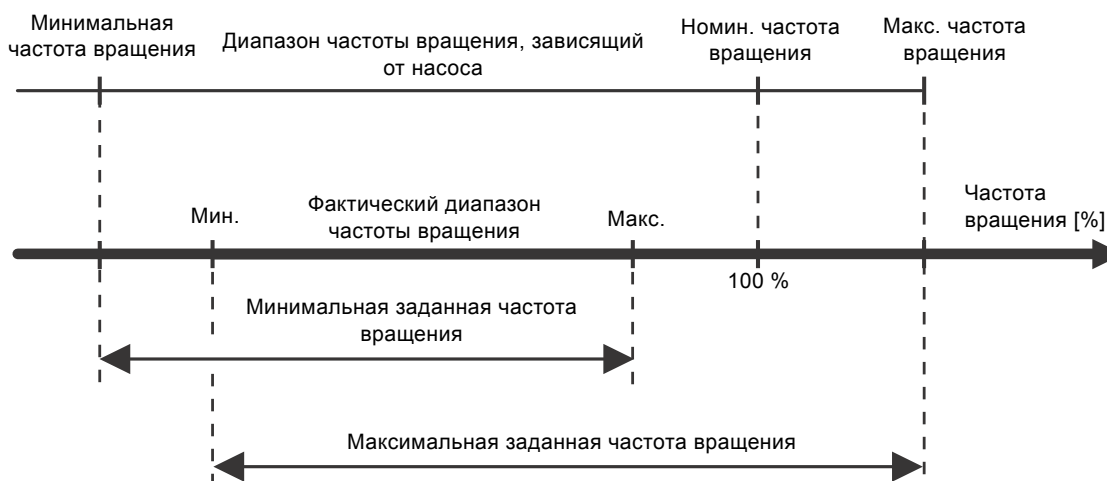 Минимальная
частота вращения
Диапазон частоты вращения, зависящий
от насоса
Номин. частота
вращения
Макс. частота
вращения
Мин.
Фактический диапазон
частоты вращения
Макс.
Частота
вращения [%]
100 %
Минимальная заданная частота
вращения
Максимальная заданная частота вращения